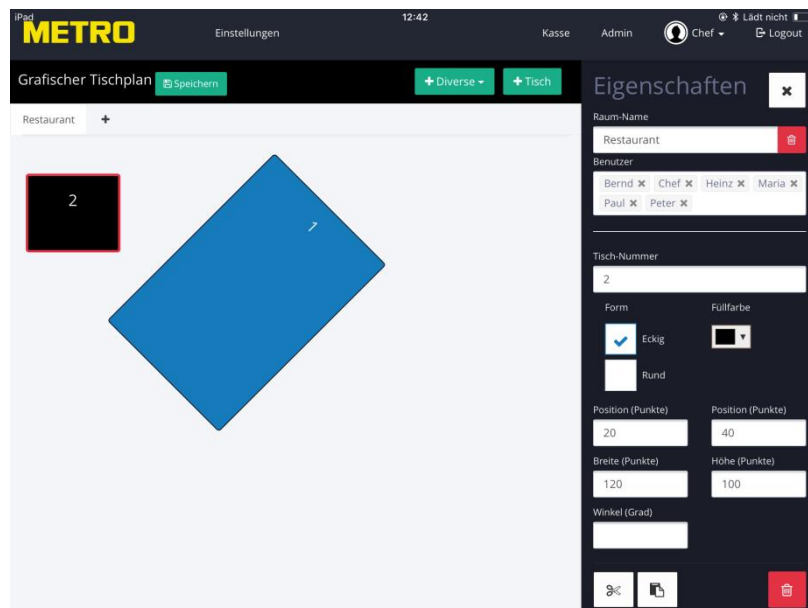 iPad 12:42 Lädt nicht
METRO Einstellungen Kasse Admin Chef Logout
Grafischer Tischplan Speichern + Diverse + Tisch
Restaurant +
2
1
Eigenschaften
Raum-Name
Restaurant
Benutzer
Bernd Chef Heinz Maria
Paul Peter
Tisch-Nummer
2
Form Füllfarbe
Eckig
Rund
Position (Punkte) Position (Punkte)
20 40
Breite (Punkte) Höhe (Punkte)
120 100
Winkel (Grad)